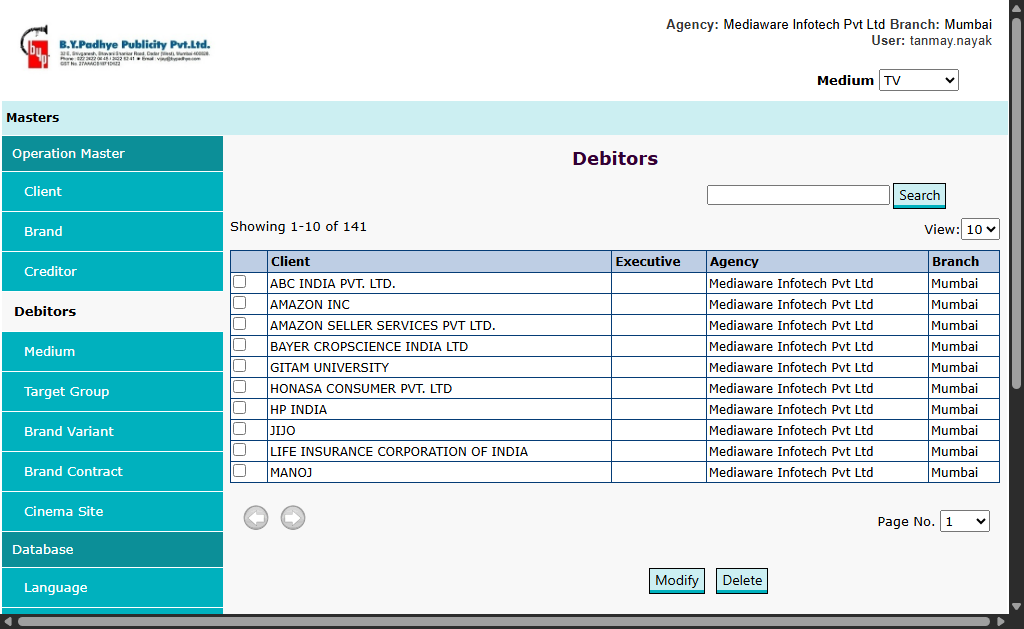 Agency: Mediaware Infotech Pvt Ltd Branch: Mumbai
User: tanmay.nayak
B.Y.Padhye Publicity Pvt.Ltd.
Medium TV
Masters
Operation Master
Client
Brand
Creditor
Debitors
Medium
Target Group
Brand Variant
Brand Contract
Cinema Site
Database
Language
Debitors
Search
Showing 1-10 of 141
View: 10
Client Executive Agency Branch
ABC INDIA PVT. LTD. Mediaware Infotech Pvt Ltd Mumbai
AMAZON INC Mediaware Infotech Pvt Ltd Mumbai
AMAZON SELLER SERVICES PVT LTD. Mediaware Infotech Pvt Ltd Mumbai
BAYER CROPSCIENCE INDIA LTD Mediaware Infotech Pvt Ltd Mumbai
GITAM UNIVERSITY Mediaware Infotech Pvt Ltd Mumbai
HONASA CONSUMER PVT. LTD Mediaware Infotech Pvt Ltd Mumbai
HP INDIA Mediaware Infotech Pvt Ltd Mumbai
JIJO Mediaware Infotech Pvt Ltd Mumbai
LIFE INSURANCE CORPORATION OF INDIA Mediaware Infotech Pvt Ltd Mumbai
MANOJ Mediaware Infotech Pvt Ltd Mumbai
Page No. 1
Modify Delete